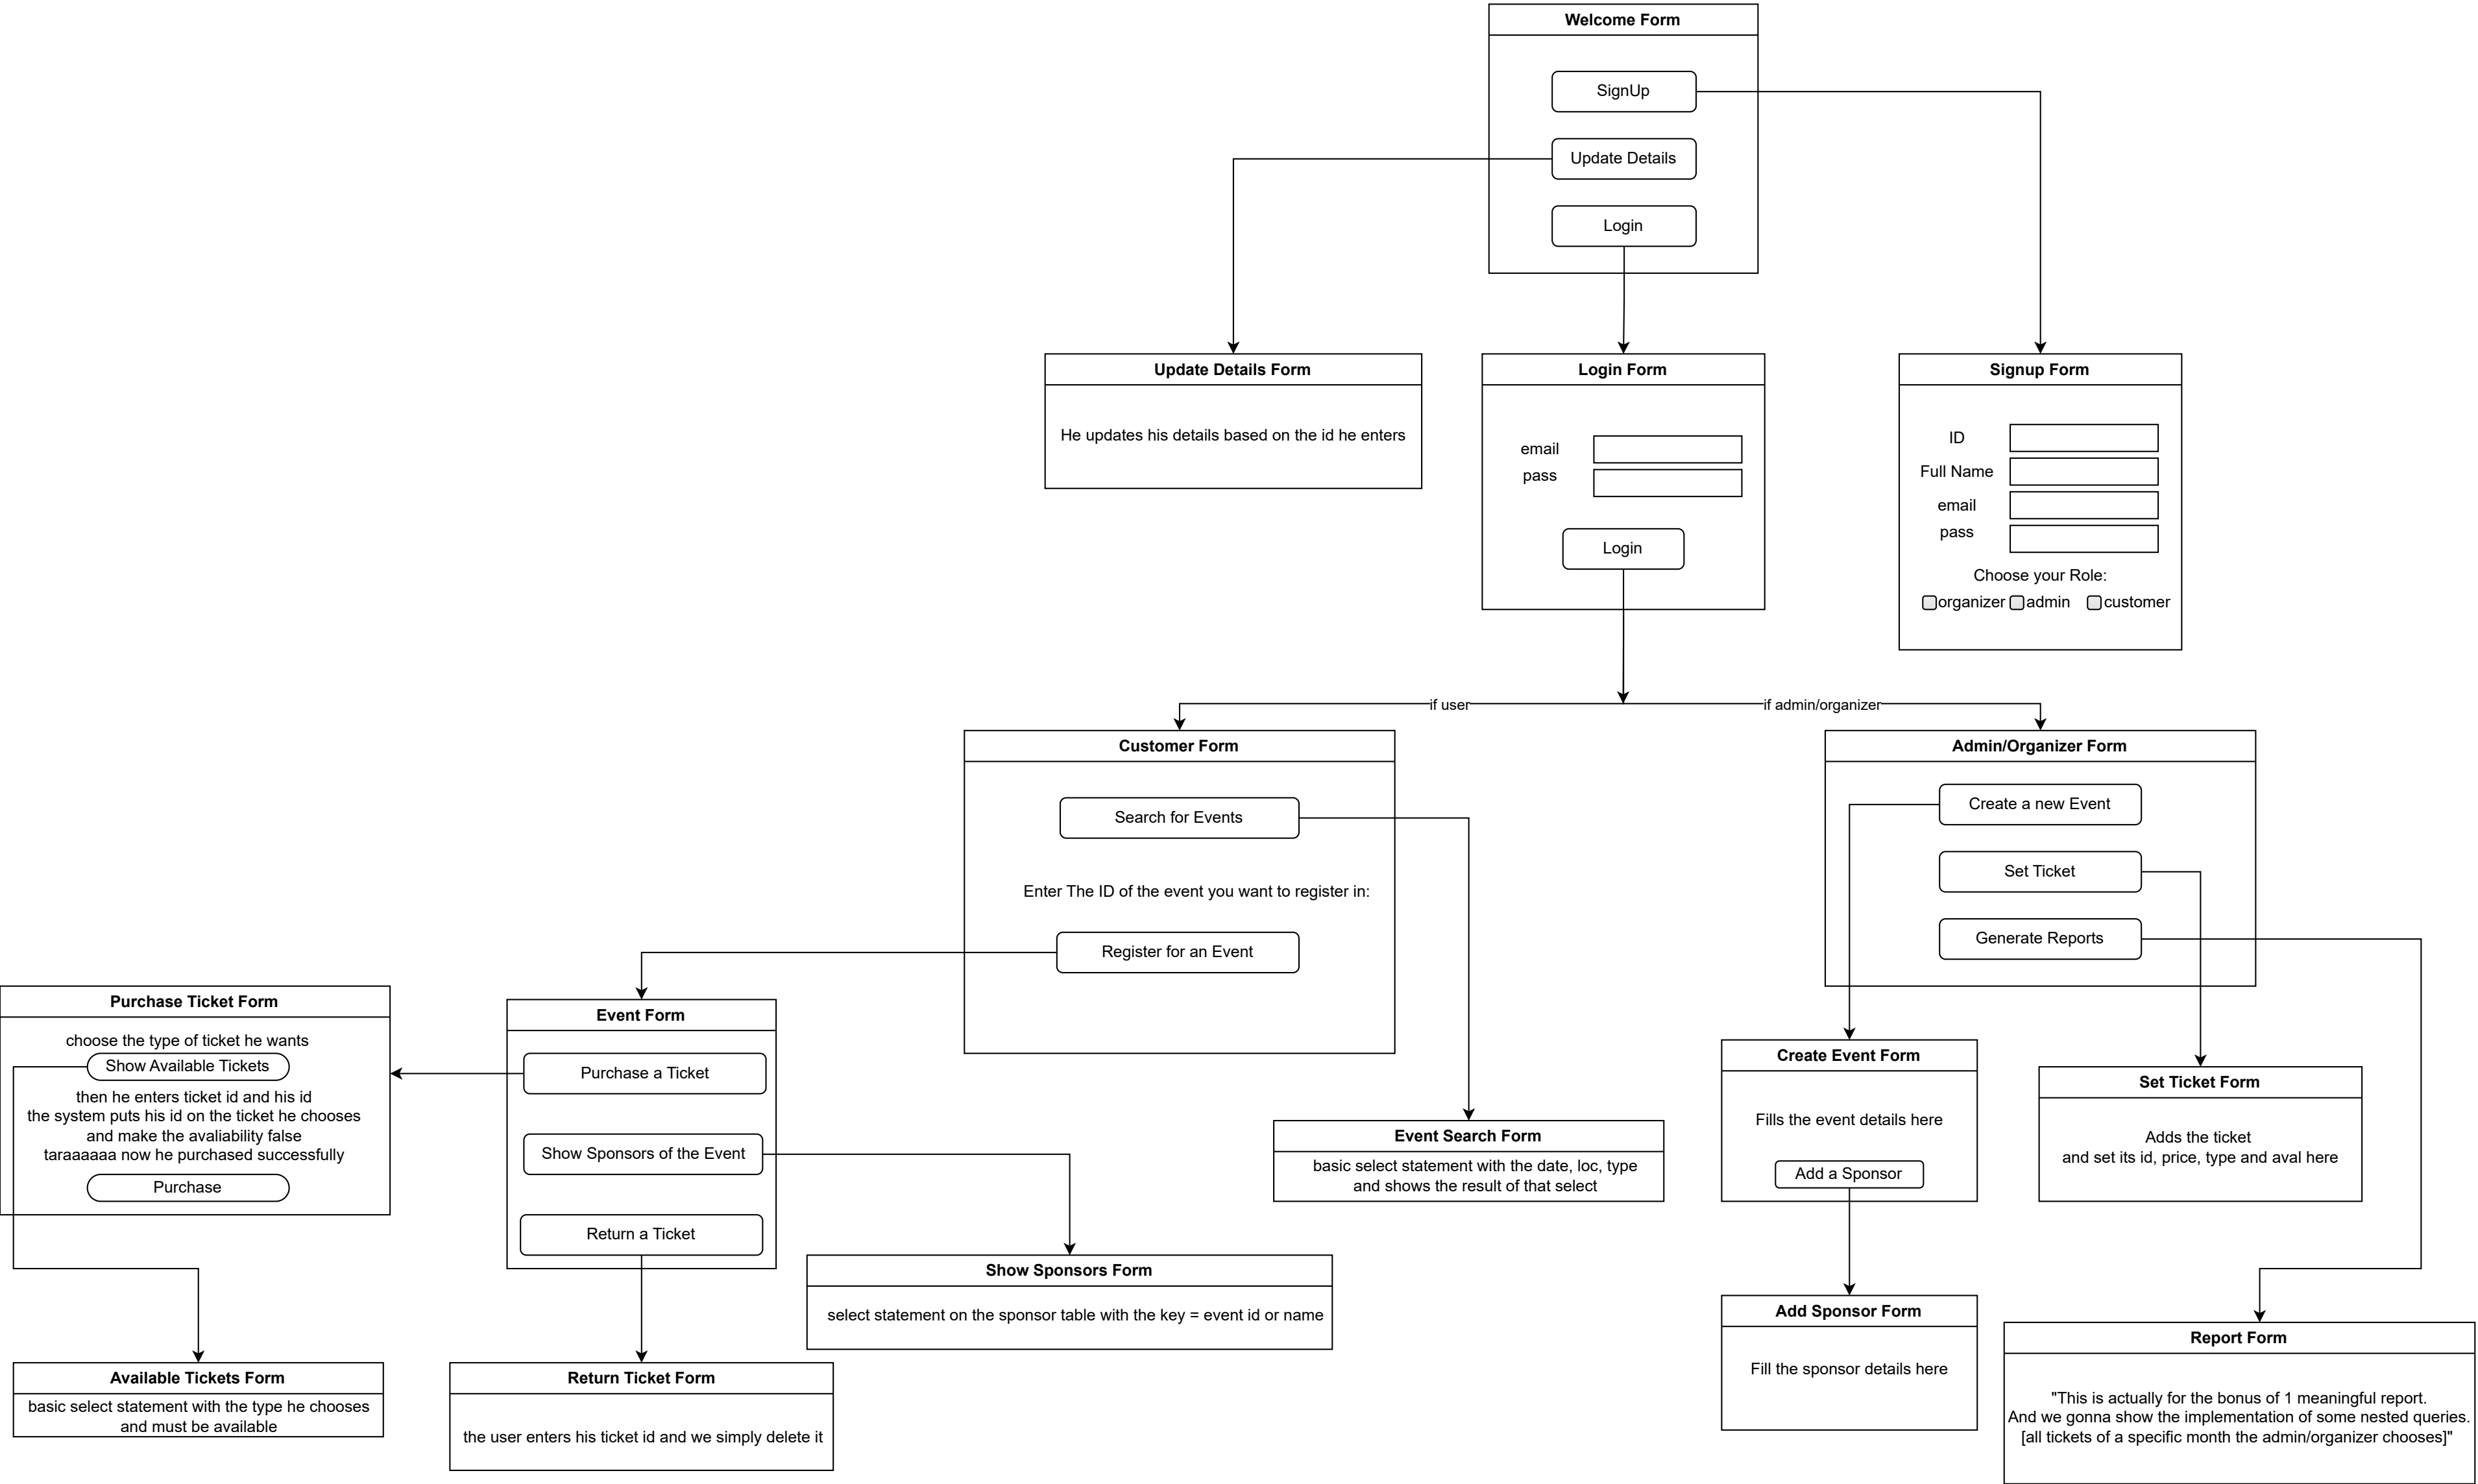 Welcome Form
SignUp
Update Details
Login
Update Details Form
He updates his details based on the id he enters
Login Form
email
pass
Login
Signup Form
ID
Full Name
email
pass
Choose your Role:
organizer admin customer
if user
if admin/organizer
Customer Form
Search for Events
Enter The ID of the event you want to register in:
Register for an Event
Admin/Organizer Form
Create a new Event
Set Ticket
Generate Reports
Purchase Ticket Form
choose the type of ticket he wants
Show Available Tickets
then he enters ticket id and his id
the system puts his id on the ticket he chooses
and make the avaliability false
taraaaaaa now he purchased successfully
Purchase
Event Form
Purchase a Ticket
Show Sponsors of the Event
Return a Ticket
Event Search Form
basic select statement with the date, loc, type
and shows the result of that select
Create Event Form
Fills the event details here
Add a Sponsor
Set Ticket Form
Adds the ticket
and set its id, price, type and aval here
Show Sponsors Form
select statement on the sponsor table with the key = event id or name
Add Sponsor Form
Fill the sponsor details here
Report Form
"This is actually for the bonus of 1 meaningful report.
And we gonna show the implementation of some nested queries.
[all tickets of a specific month the admin/organizer chooses]"
Available Tickets Form
basic select statement with the type he chooses
and must be available
Return Ticket Form
the user enters his ticket id and we simply delete it